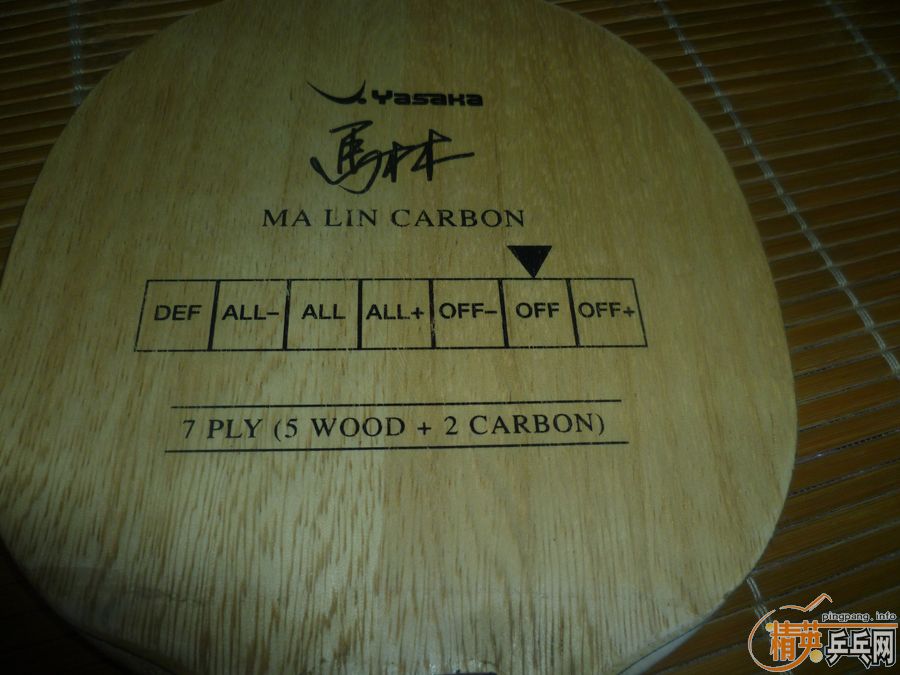 Yasaka
馬林
MA LIN CARBON
DEF ALL- ALL ALL+ OFF- OFF OFF+
7 PLY (5 WOOD + 2 CARBON)
pingpang.info
精英乒乓网